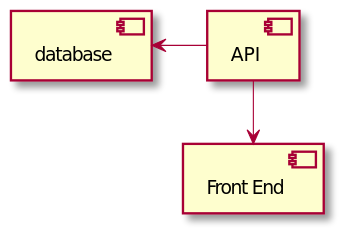 database
API
Front End